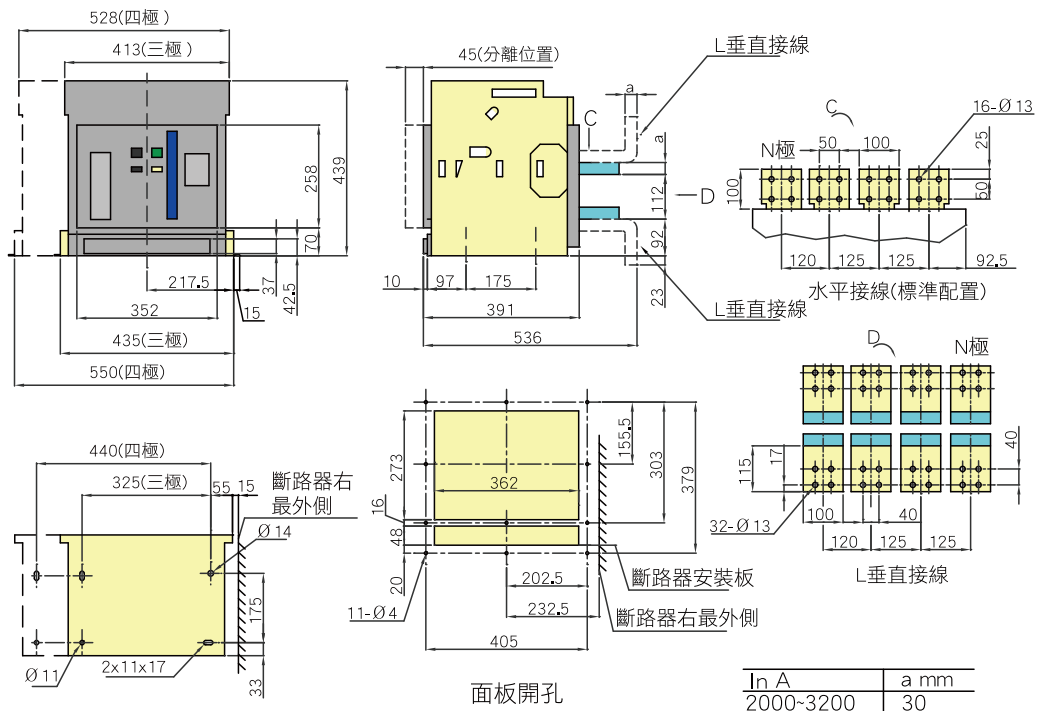 528(四極)
413(三極)
258
439
70
37
42.5
217.5
15
352
435(三極)
550(四極)
45(分離位置)
L垂直接線
a
C
a
112
D
92
23
10
97
175
391
536
L垂直接線
C
16-Ø13
N極
50
100
25
100
50
120
125
125
92.5
水平接線(標準配置)
D
N極
115
17
40
100
40
32-Ø13
120
125
125
L垂直接線
440(四極)
325(三極)
55
15
斷路器右
最外側
Ø14
175
33
Ø11
2x11x17
273
362
16
48
20
155.5
303
379
202.5
232.5
斷路器安裝板
斷路器右最外側
11-Ø4
405
面板開孔
In A a mm
2000~3200 30